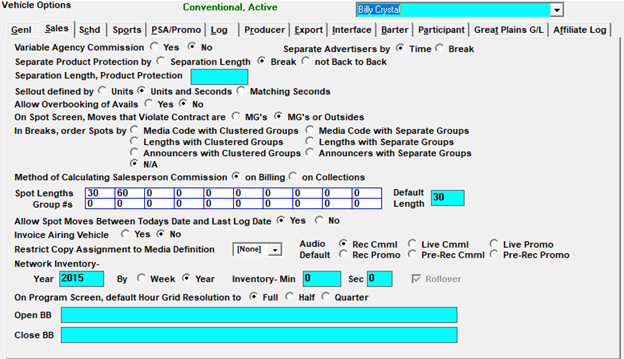 Vehicle Options Conventional, Active Billy Crystal
Genl Sales Schd Sports PSA/Promo Log Producer Export Interface Barter Participant Great Plains G/L Affiliate Log
Variable Agency Commission Yes No Separate Advertisers by Time Break
Separate Product Protection by Separation Length Break not Back to Back
Separation Length, Product Protection
Sellout defined by Units Units and Seconds Matching Seconds
Allow Overbooking of Avails Yes No
On Spot Screen, Moves that Violate Contract are MG's MG's or Outsides
In Breaks, order Spots by Media Code with Clustered Groups Media Code with Separate Groups
Lengths with Clustered Groups Lengths with Separate Groups
Announcers with Clustered Groups Announcers with Separate Groups
N/A
Method of Calculating Salesperson Commission on Billing on Collections
Spot Lengths 30 60 0 0 0 0 0 0 0 0 Default
Group #s 0 0 0 0 0 0 0 0 0 0 Length 30
Allow Spot Moves Between Todays Date and Last Log Date Yes No
Invoice Airing Vehicle Yes No
Restrict Copy Assignment to Media Definition [None] Audio Rec Cmml Live Cmml Live Promo
Default Rec Promo Pre-Rec Cmml Pre-Rec Promo
Network Inventory-
Year 2015 By Week Year Inventory- Min 0 Sec 0 Rollover
On Program Screen, default Hour Grid Resolution to Full Half Quarter
Open BB
Close BB